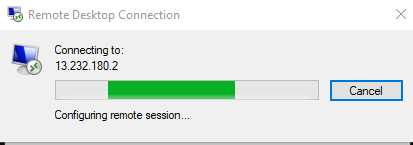 Remote Desktop Connection
Connecting to:
13.232.180.2
Cancel
Configuring remote session...